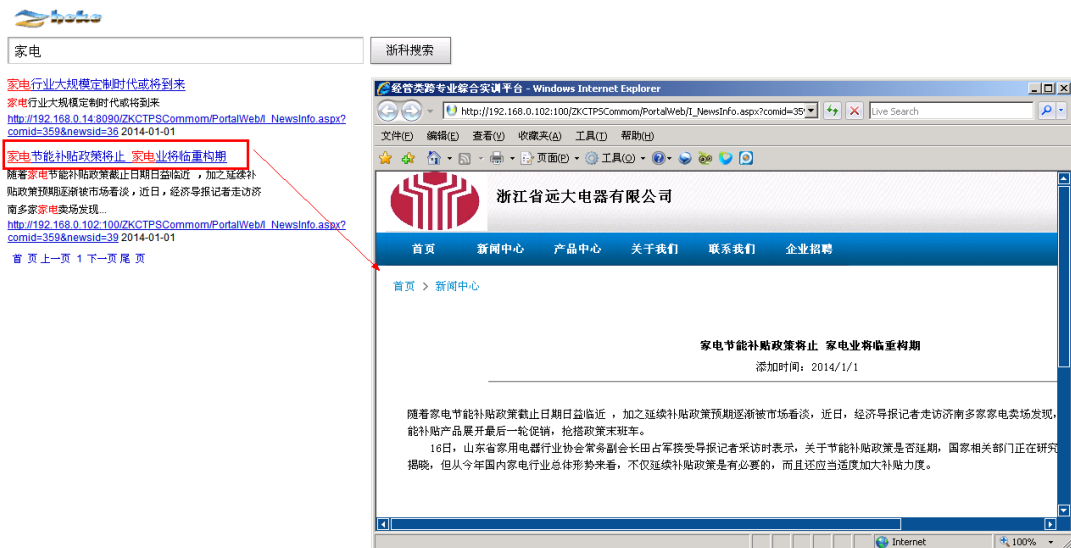 zheke
家电
浙科搜索
家电行业大规模定制时代或将到来
家电行业大规模定制时代或将到来
http://192.168.0.14:8090/ZKCTPSCommom/PortalWeb/I_NewsInfo.aspx?
comid=359&newsid=36 2014-01-01
家电节能补贴政策将止 家电业将临重构期
随着家电节能补贴政策截止日期日益临近 ，加之延续补
贴政策预期逐渐被市场看淡，近日，经济导报记者走访济
南多家家电卖场发现...
http://192.168.0.102:100/ZKCTPSCommom/PortalWeb/I_NewsInfo.aspx?
comid=359&newsid=39 2014-01-01
首 页 上一页 1 下一页 尾 页
经管类跨专业综合实训平台 - Windows Internet Explorer
http://192.168.0.102:100/ZKCTPSCommom/PortalWeb/I_NewsInfo.aspx?comid=35
Live Search
文件(F) 编辑(E) 查看(V) 收藏夹(A) 工具(T) 帮助(H)
页面(P) 工具(O)
浙江省远大电器有限公司
首页 新闻中心 产品中心 关于我们 联系我们 企业招聘
首页 > 新闻中心
家电节能补贴政策将止 家电业将临重构期
添加时间：2014/1/1
随着家电节能补贴政策截止日期日益临近 ，加之延续补贴政策预期逐渐被市场看淡，近日，经济导报记者走访济南多家家电卖场发现，
能补贴产品展开最后一轮促销，抢搭政策末班车。
16日，山东省家用电器行业协会常务副会长田占军接受导报记者采访时表示，关于节能补贴政策是否延期，国家相关部门正在研究
揭晓，但从今年国内家电行业总体形势来看，不仅延续补贴政策是有必要的，而且还应当适度加大补贴力度。
Internet
100%